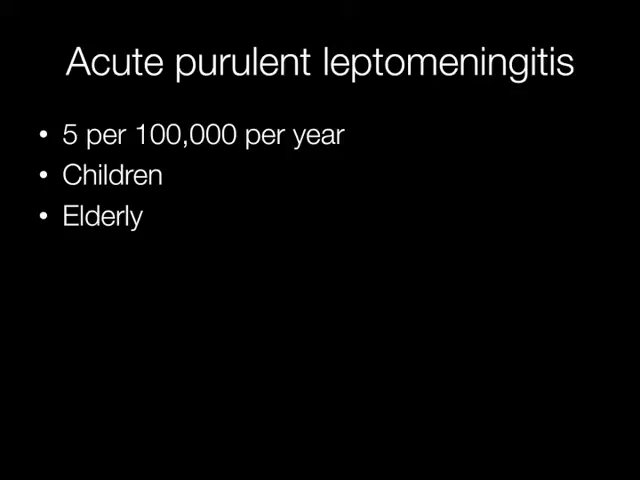 Acute purulent leptomeningitis
• 5 per 100,000 per year
• Children
• Elderly